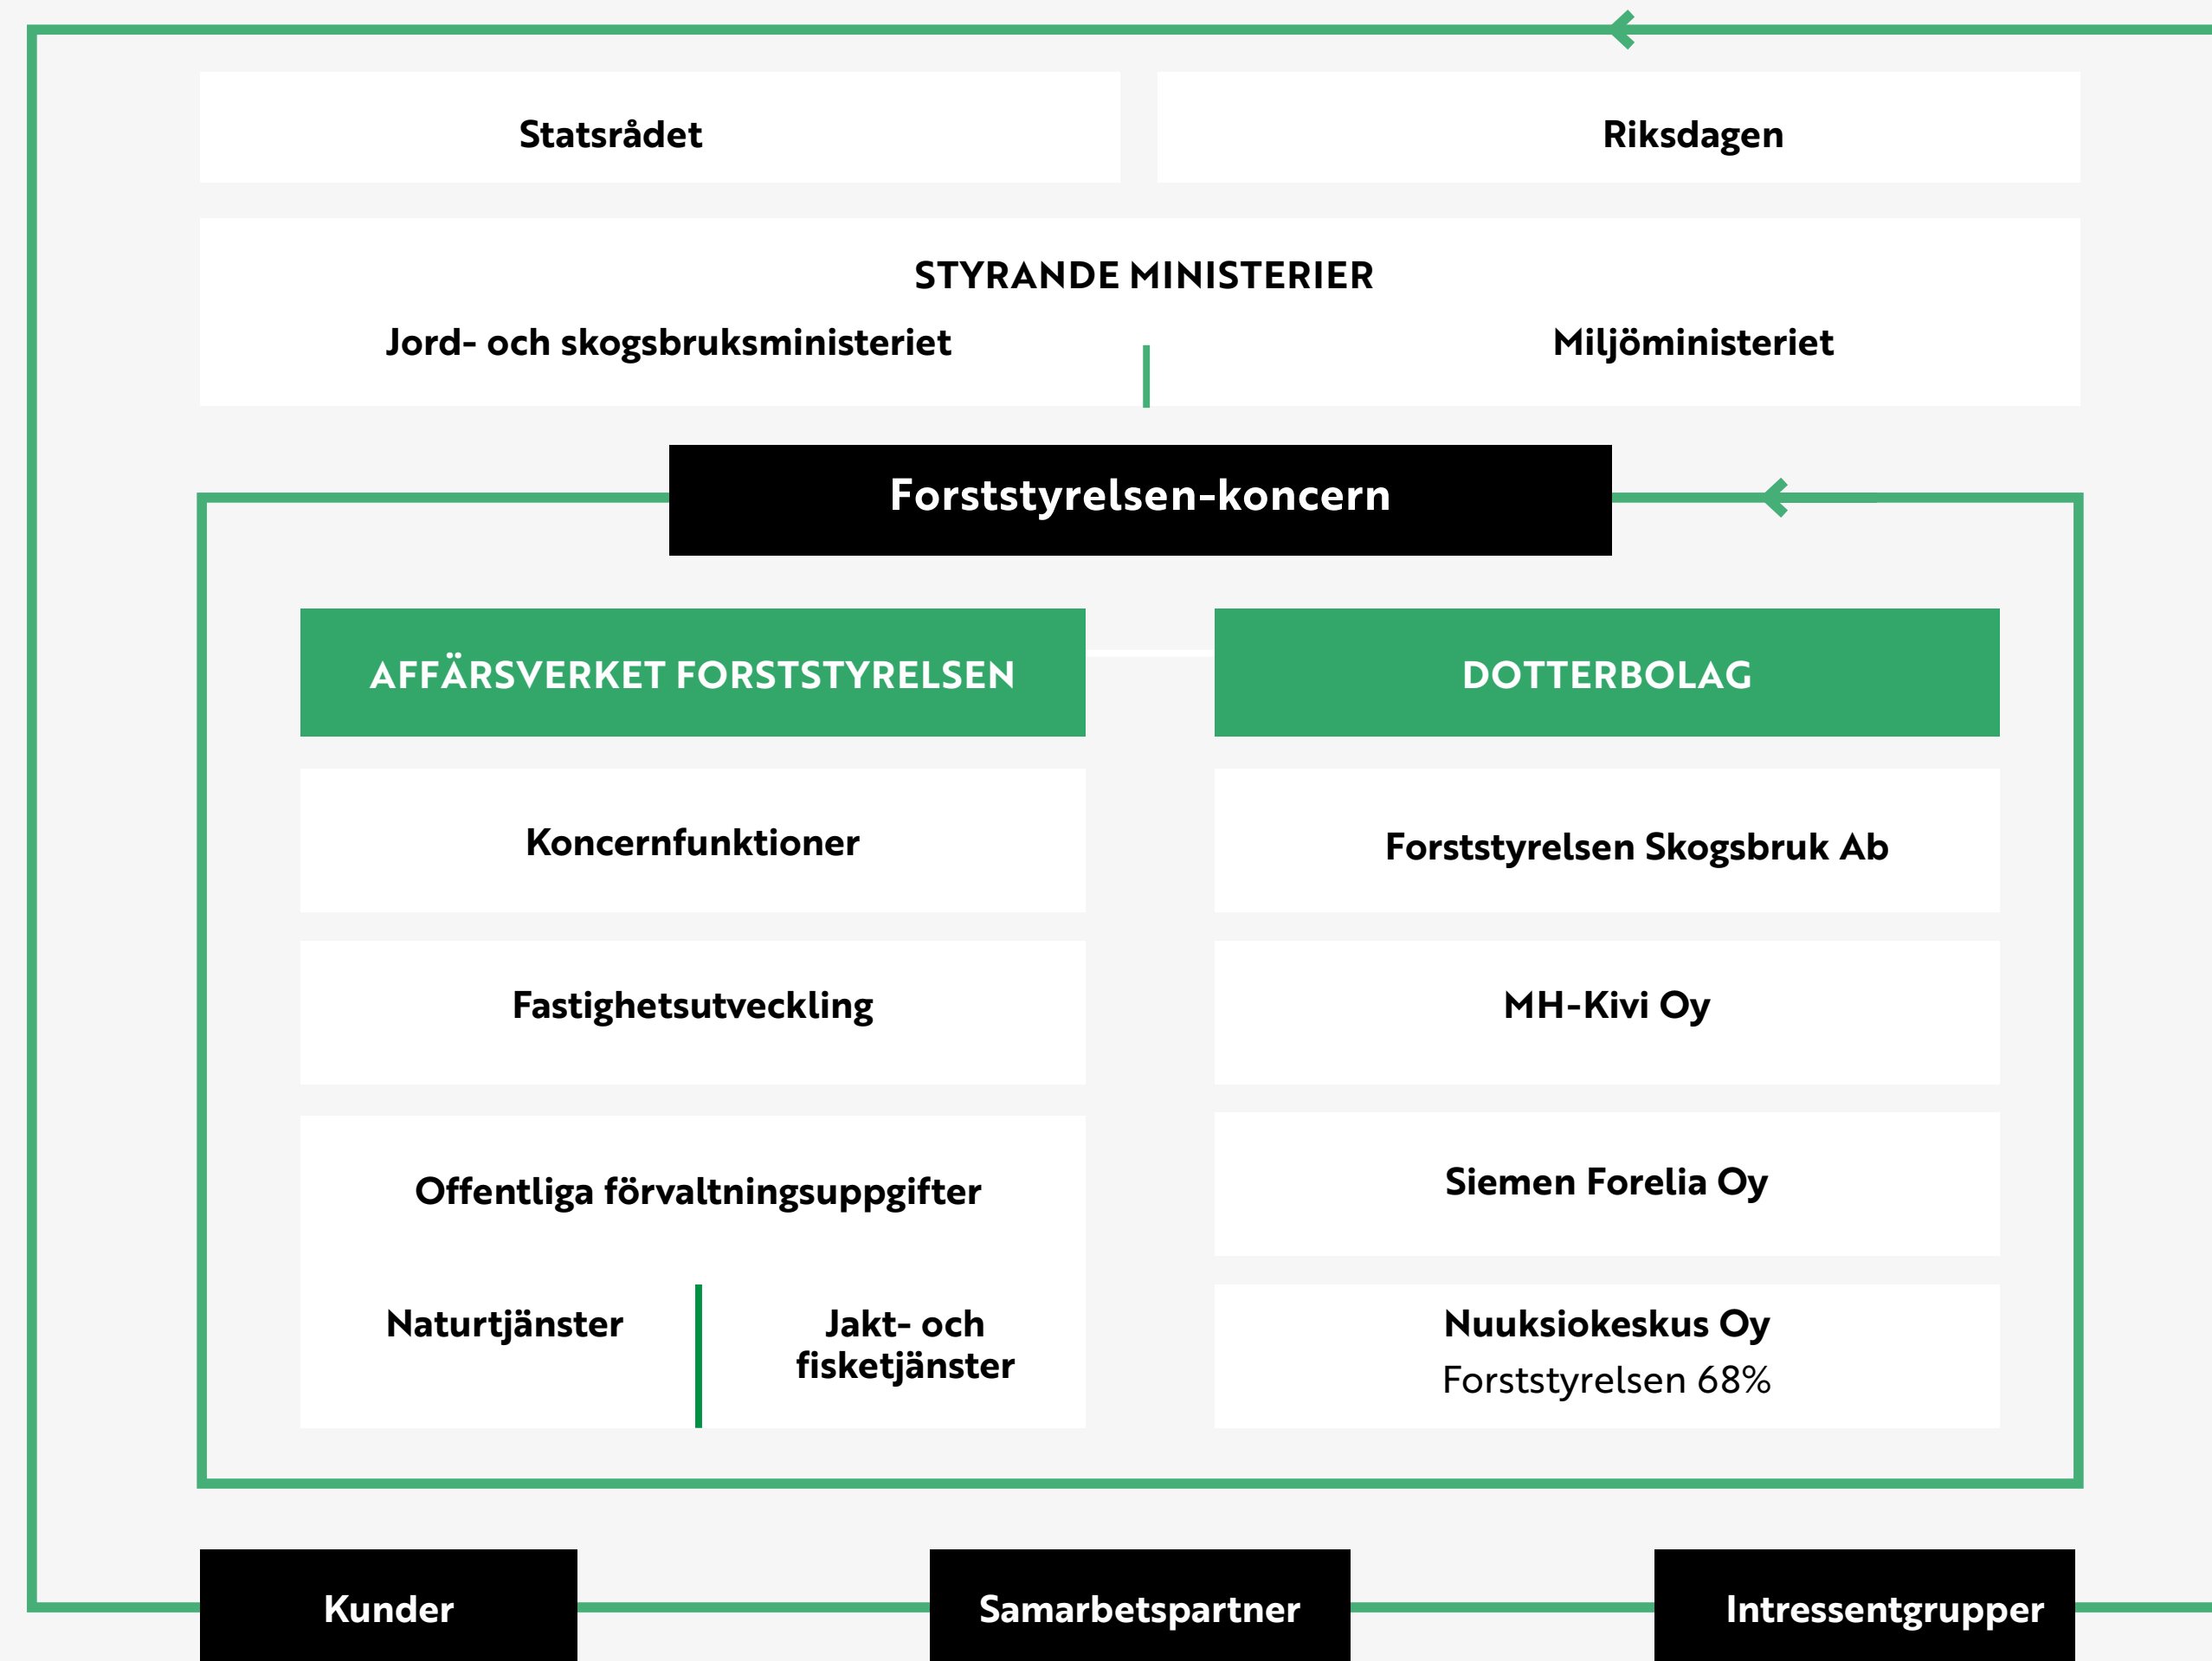 Statsrådet
Riksdagen
STYRANDE MINISTERIER
Jord- och skogsbruksministeriet
Miljöministeriet
Forststyrelsen-koncern
AFFÄRSVERKET FORSTSTYRELSEN
Koncernfunktioner
Fastighetsutveckling
Offentliga förvaltningsuppgifter
Naturtjänster
Jakt- och
fisketjänster
DOTTERBOLAG
Forststyrelsen Skogsbruk Ab
MH-Kivi Oy
Siemen Forelia Oy
Nuuksiokeskus Oy
Forststyrelsen 68%
Kunder
Samarbetspartner
Intressentgrupper